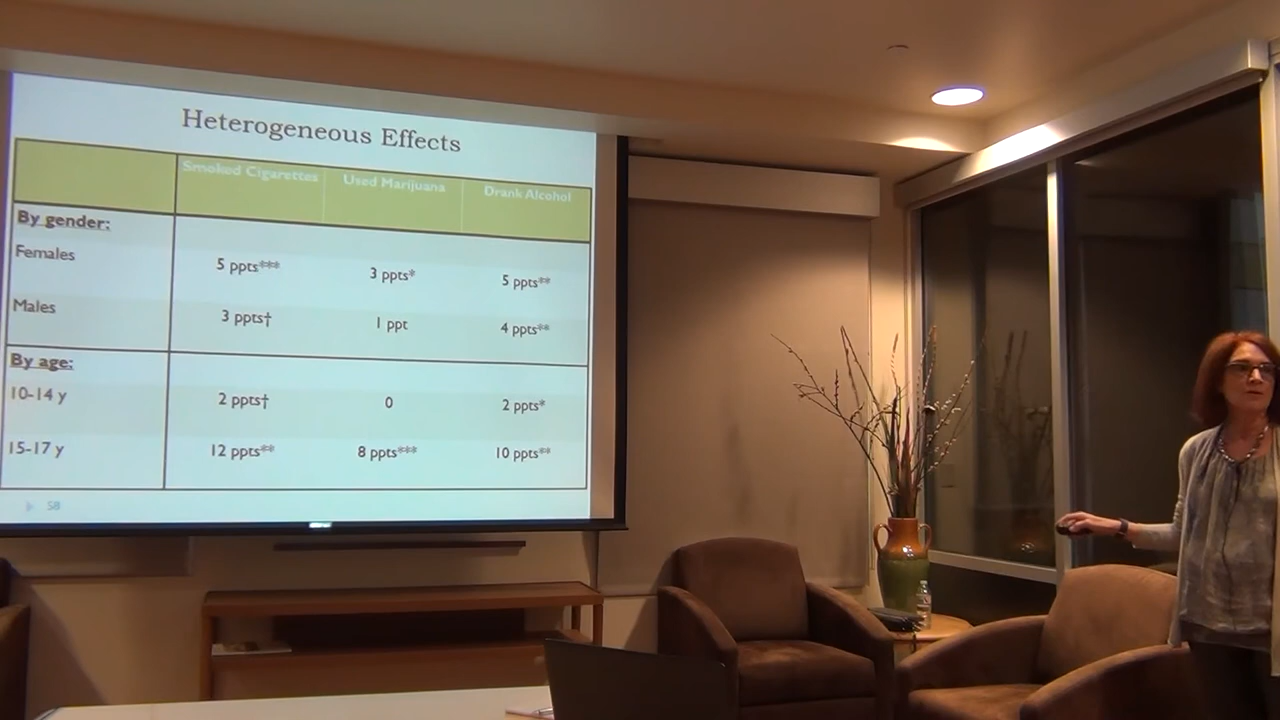 Heterogeneous Effects
Smoked Cigarettes Used Marijuana Drank Alcohol
By gender:
Females 5 ppts*** 3 ppts* 5 ppts**
Males 3 ppts† 1 ppt 4 ppts**
By age:
10-14 y 2 ppts† 0 2 ppts*
15-17 y 12 ppts** 8 ppts*** 10 ppts**
58